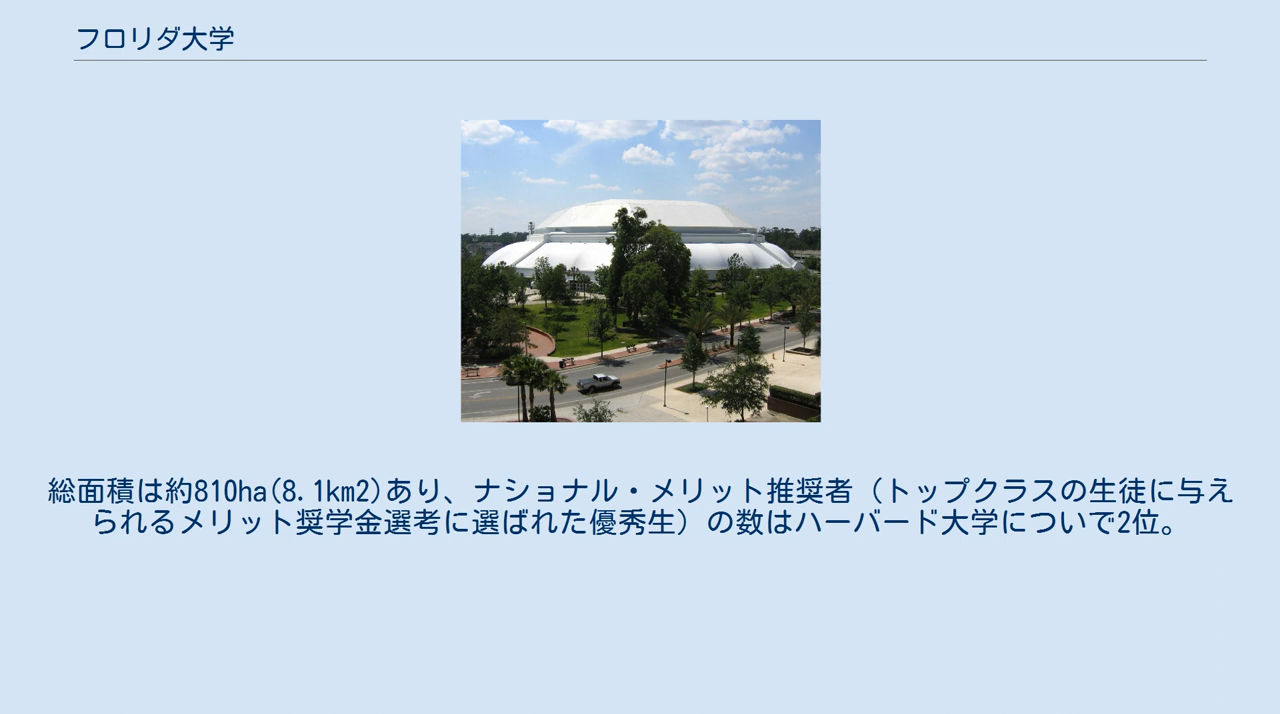 フロリダ大学
総面積は約810ha(8.1km2)あり、ナショナル・メリット推奨者（トップクラスの生徒に与え
られるメリット奨学金選考に選ばれた優秀生）の数はハーバード大学についで2位。